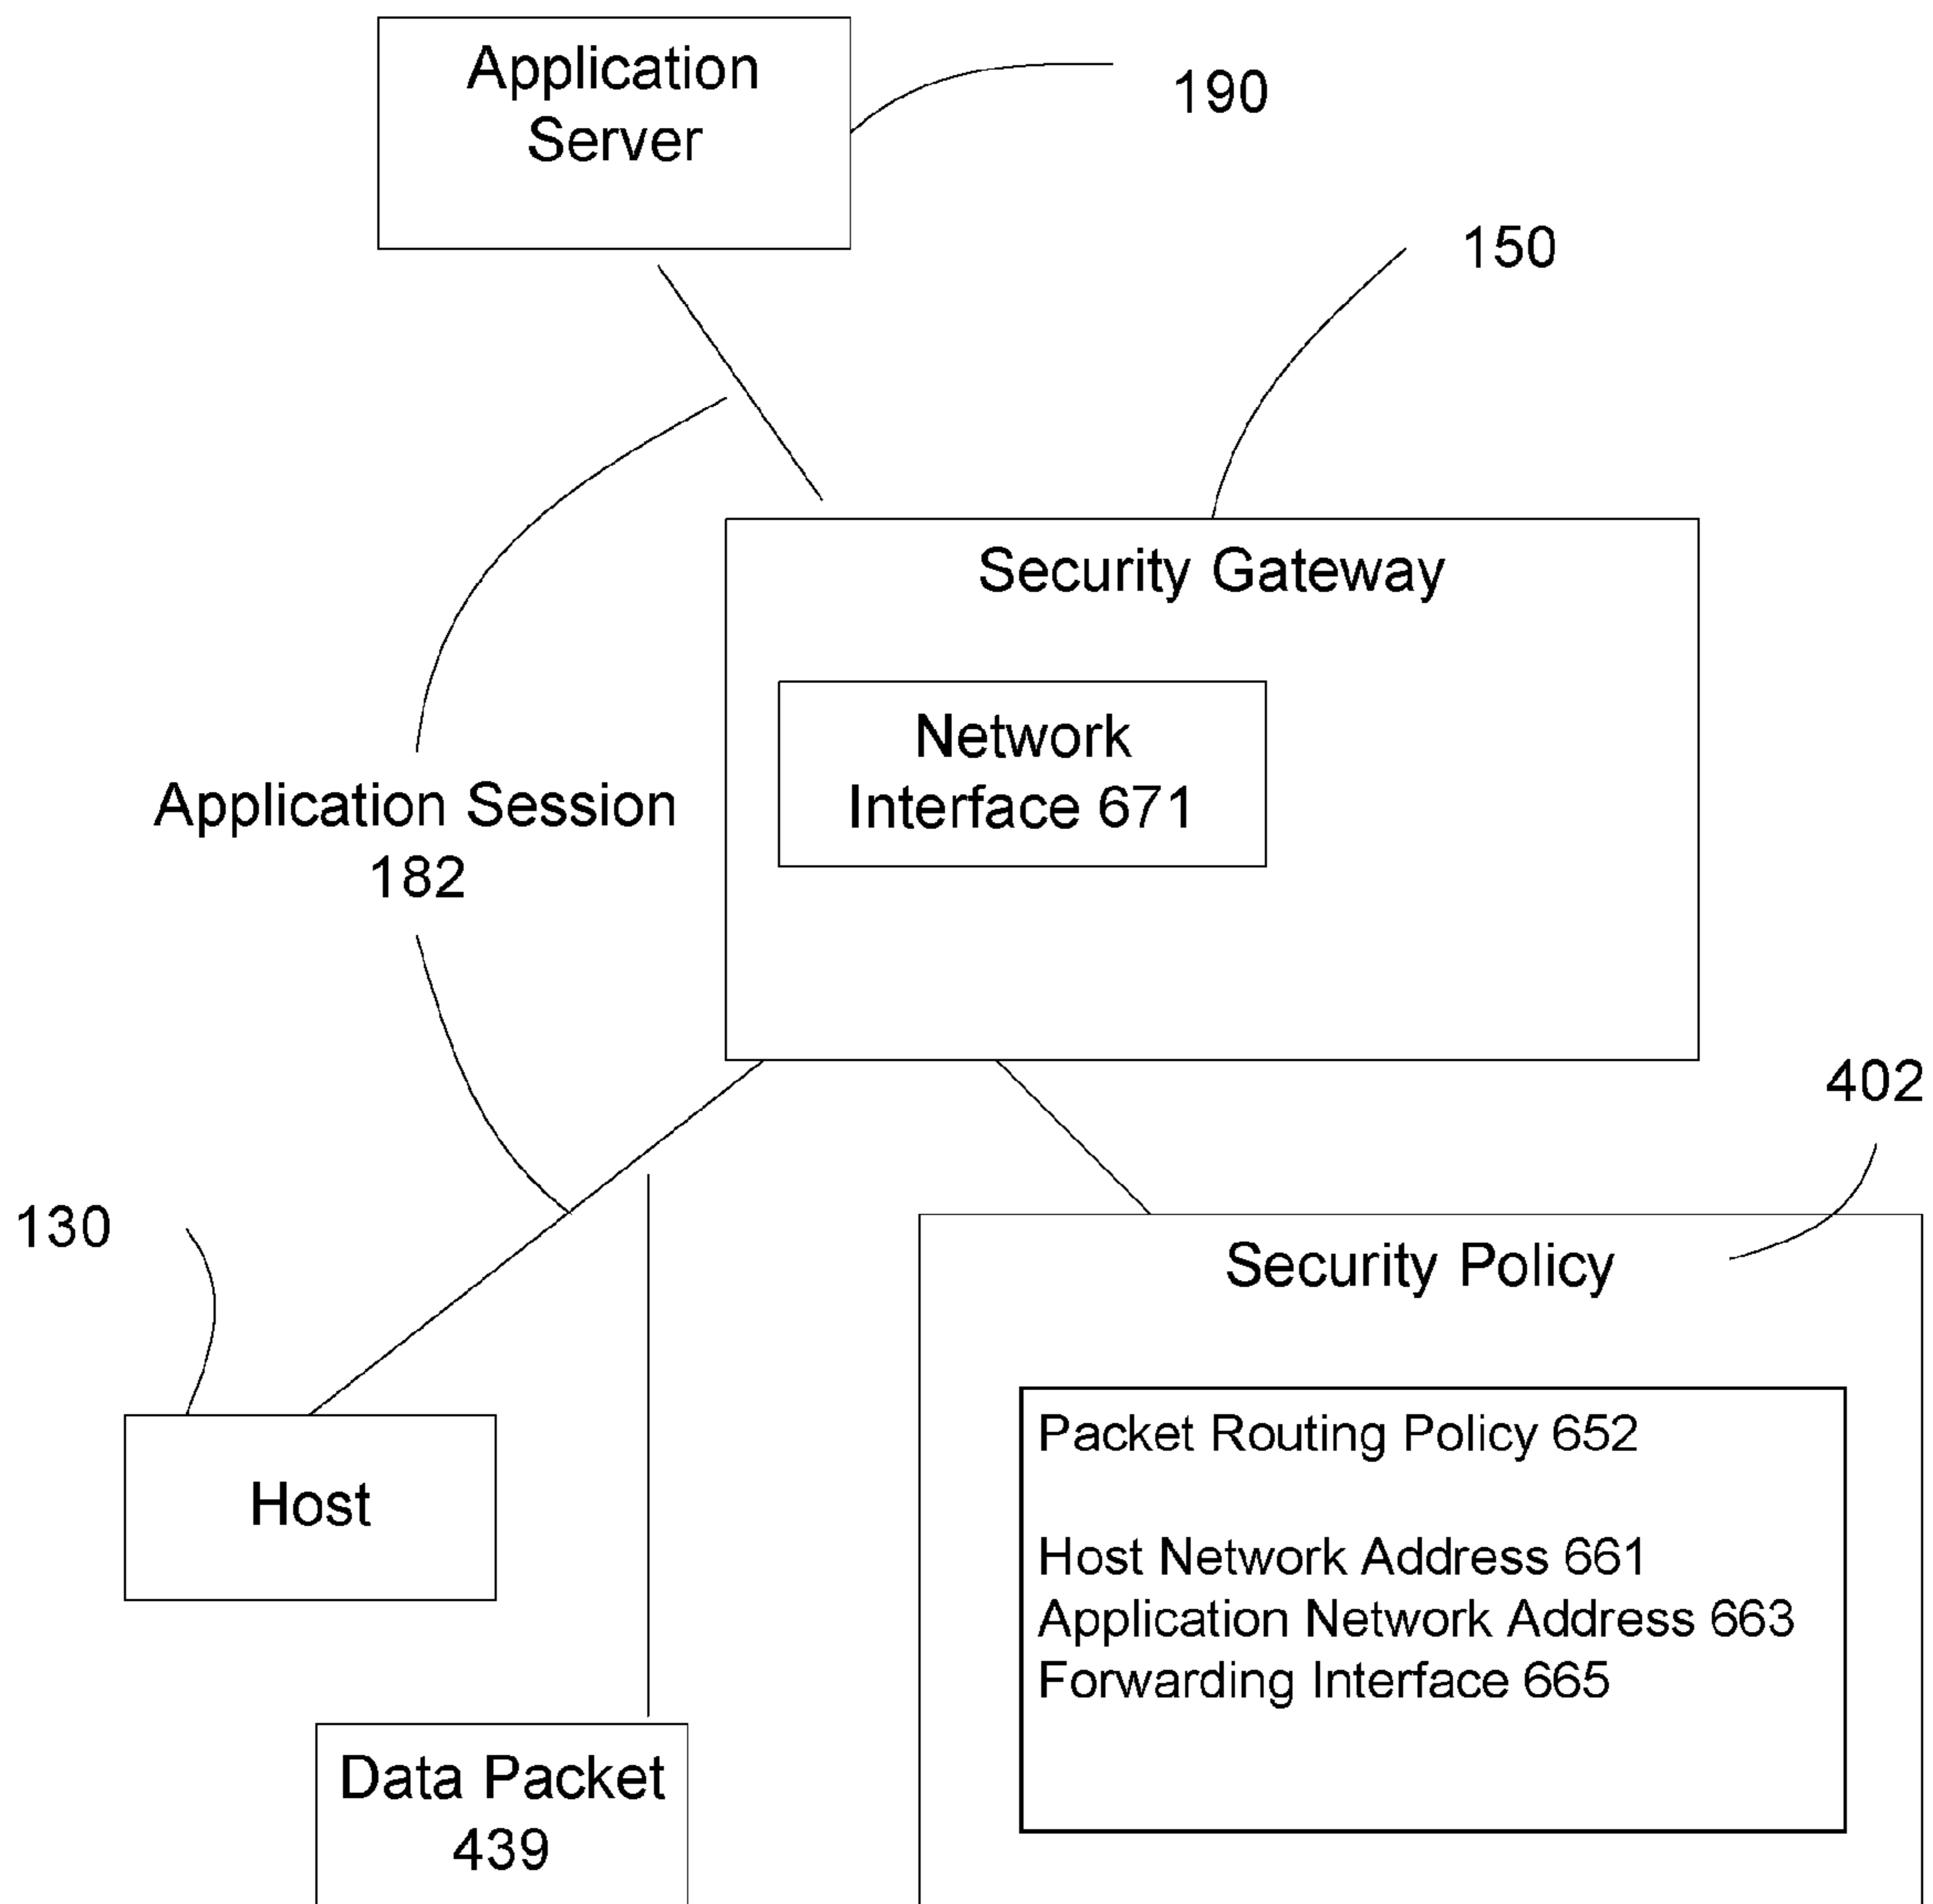 Application
Server
190
150
Security Gateway
Network
Interface 671
Application Session
182
402
130
Security Policy
Host
Packet Routing Policy 652
Host Network Address 661
Application Network Address 663
Forwarding Interface 665
Data Packet
439